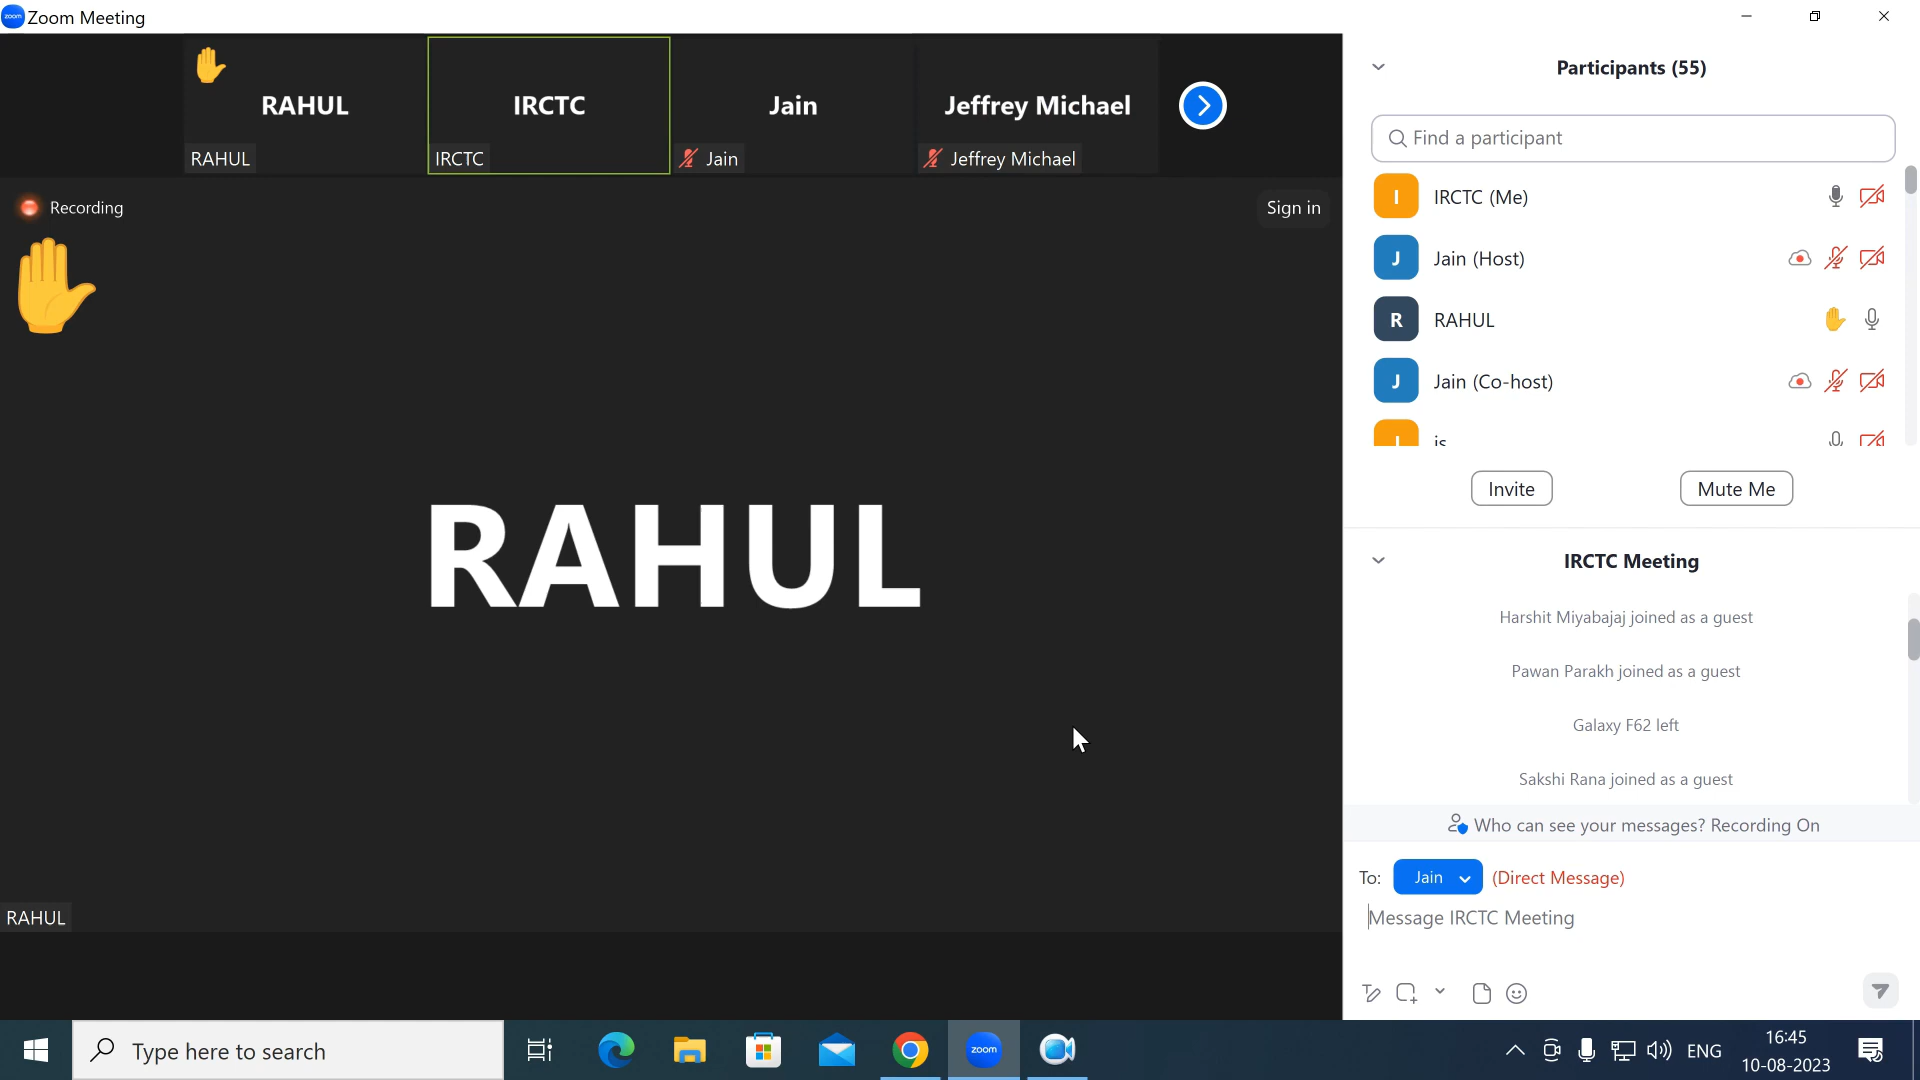 zoom Zoom Meeting
RAHUL
RAHUL
IRCTC
IRCTC
Jain
Jain
Jeffrey Michael
Jeffrey Michael
Recording
Sign in
RAHUL
RAHUL
Participants (55)
Find a participant
I IRCTC (Me)
J Jain (Host)
R RAHUL
J Jain (Co-host)
I is
Invite
Mute Me
IRCTC Meeting
Harshit Miyabajaj joined as a guest
Pawan Parakh joined as a guest
Galaxy F62 left
Sakshi Rana joined as a guest
Who can see your messages? Recording On
To: Jain (Direct Message)
Message IRCTC Meeting
Type here to search
zoom
ENG
16:45
10-08-2023